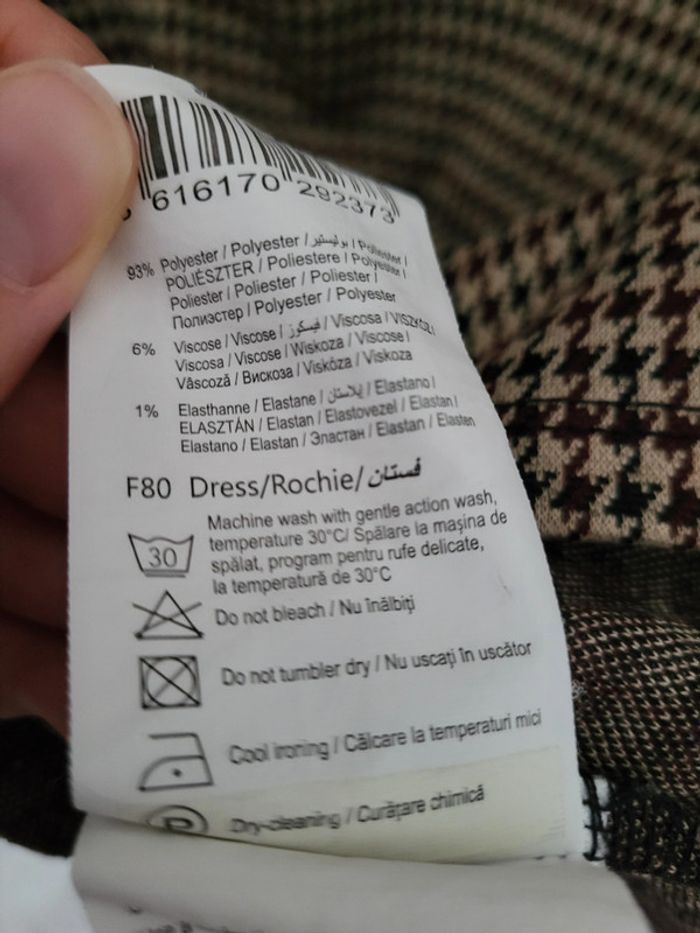 616170 292373
93% Polyester / Polyester / بوليستير / Poliester /
POLIÉSZTER / Poliestere / Polyester /
Poliester / Poliester / Poliester /
Полиэстер / Polyester / Polyester
6% Viscose / Viscose / فيسكوز / Viscosa / VISZKÓZ /
Viscosa / Viscose / Wiskoza / Viscose /
Vâscoză / Вискоза / Viskóza / Viskoza
1% Elasthanne / Elastane / إيلاستان / Elastano /
ELASZTÁN / Elastan / Elastovezel / Elastan /
Elastano / Elastan / Эластан / Elastan / Elasten
F80 Dress/Rochie/فستان
Machine wash with gentle action wash,
30 temperature 30°C/ Spălare la mașina de
spălat, program pentru rufe delicate,
la temperatură de 30°C
Do not bleach / Nu înălbiți
Do not tumbler dry / Nu uscați în uscător
Cool ironing / Călcare la temperaturi mici
P Dry-cleaning / Curățare chimică